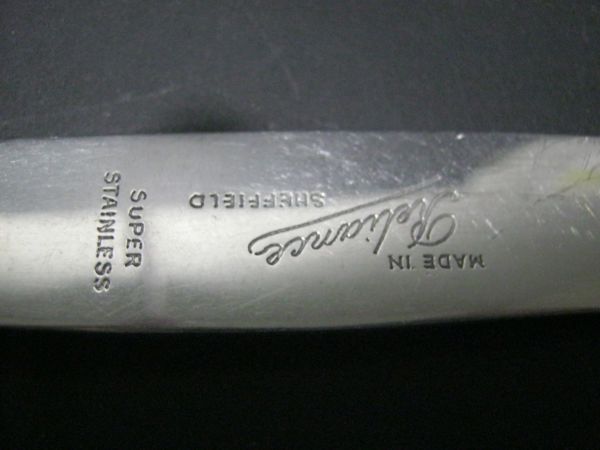 MADE IN
Reliance
SHEFFIELD
SUPER
STAINLESS